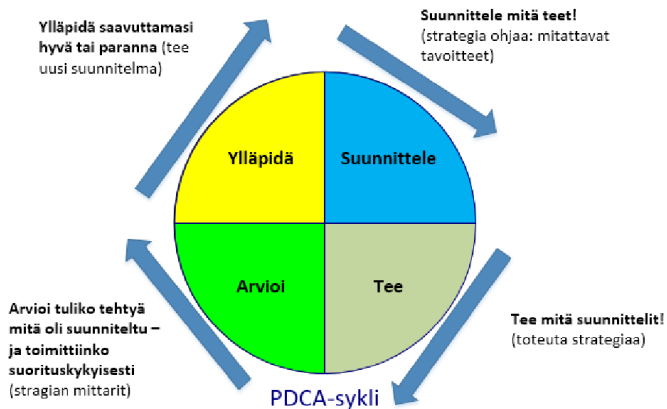 Ylläpidä saavuttamasi
hyvä tai paranna (tee
uusi suunnitelma)
Suunnittele mitä teet!
(strategia ohjaa: mitattavat
tavoitteet)
Ylläpidä
Suunnittele
Arvioi
Tee
Arvioi tuliko tehtyä
mitä oli suunniteltu –
ja toimittiinko
suorituskykyisesti
(stragian mittarit)
Tee mitä suunnittelit!
(toteuta strategiaa)
PDCA-sykli